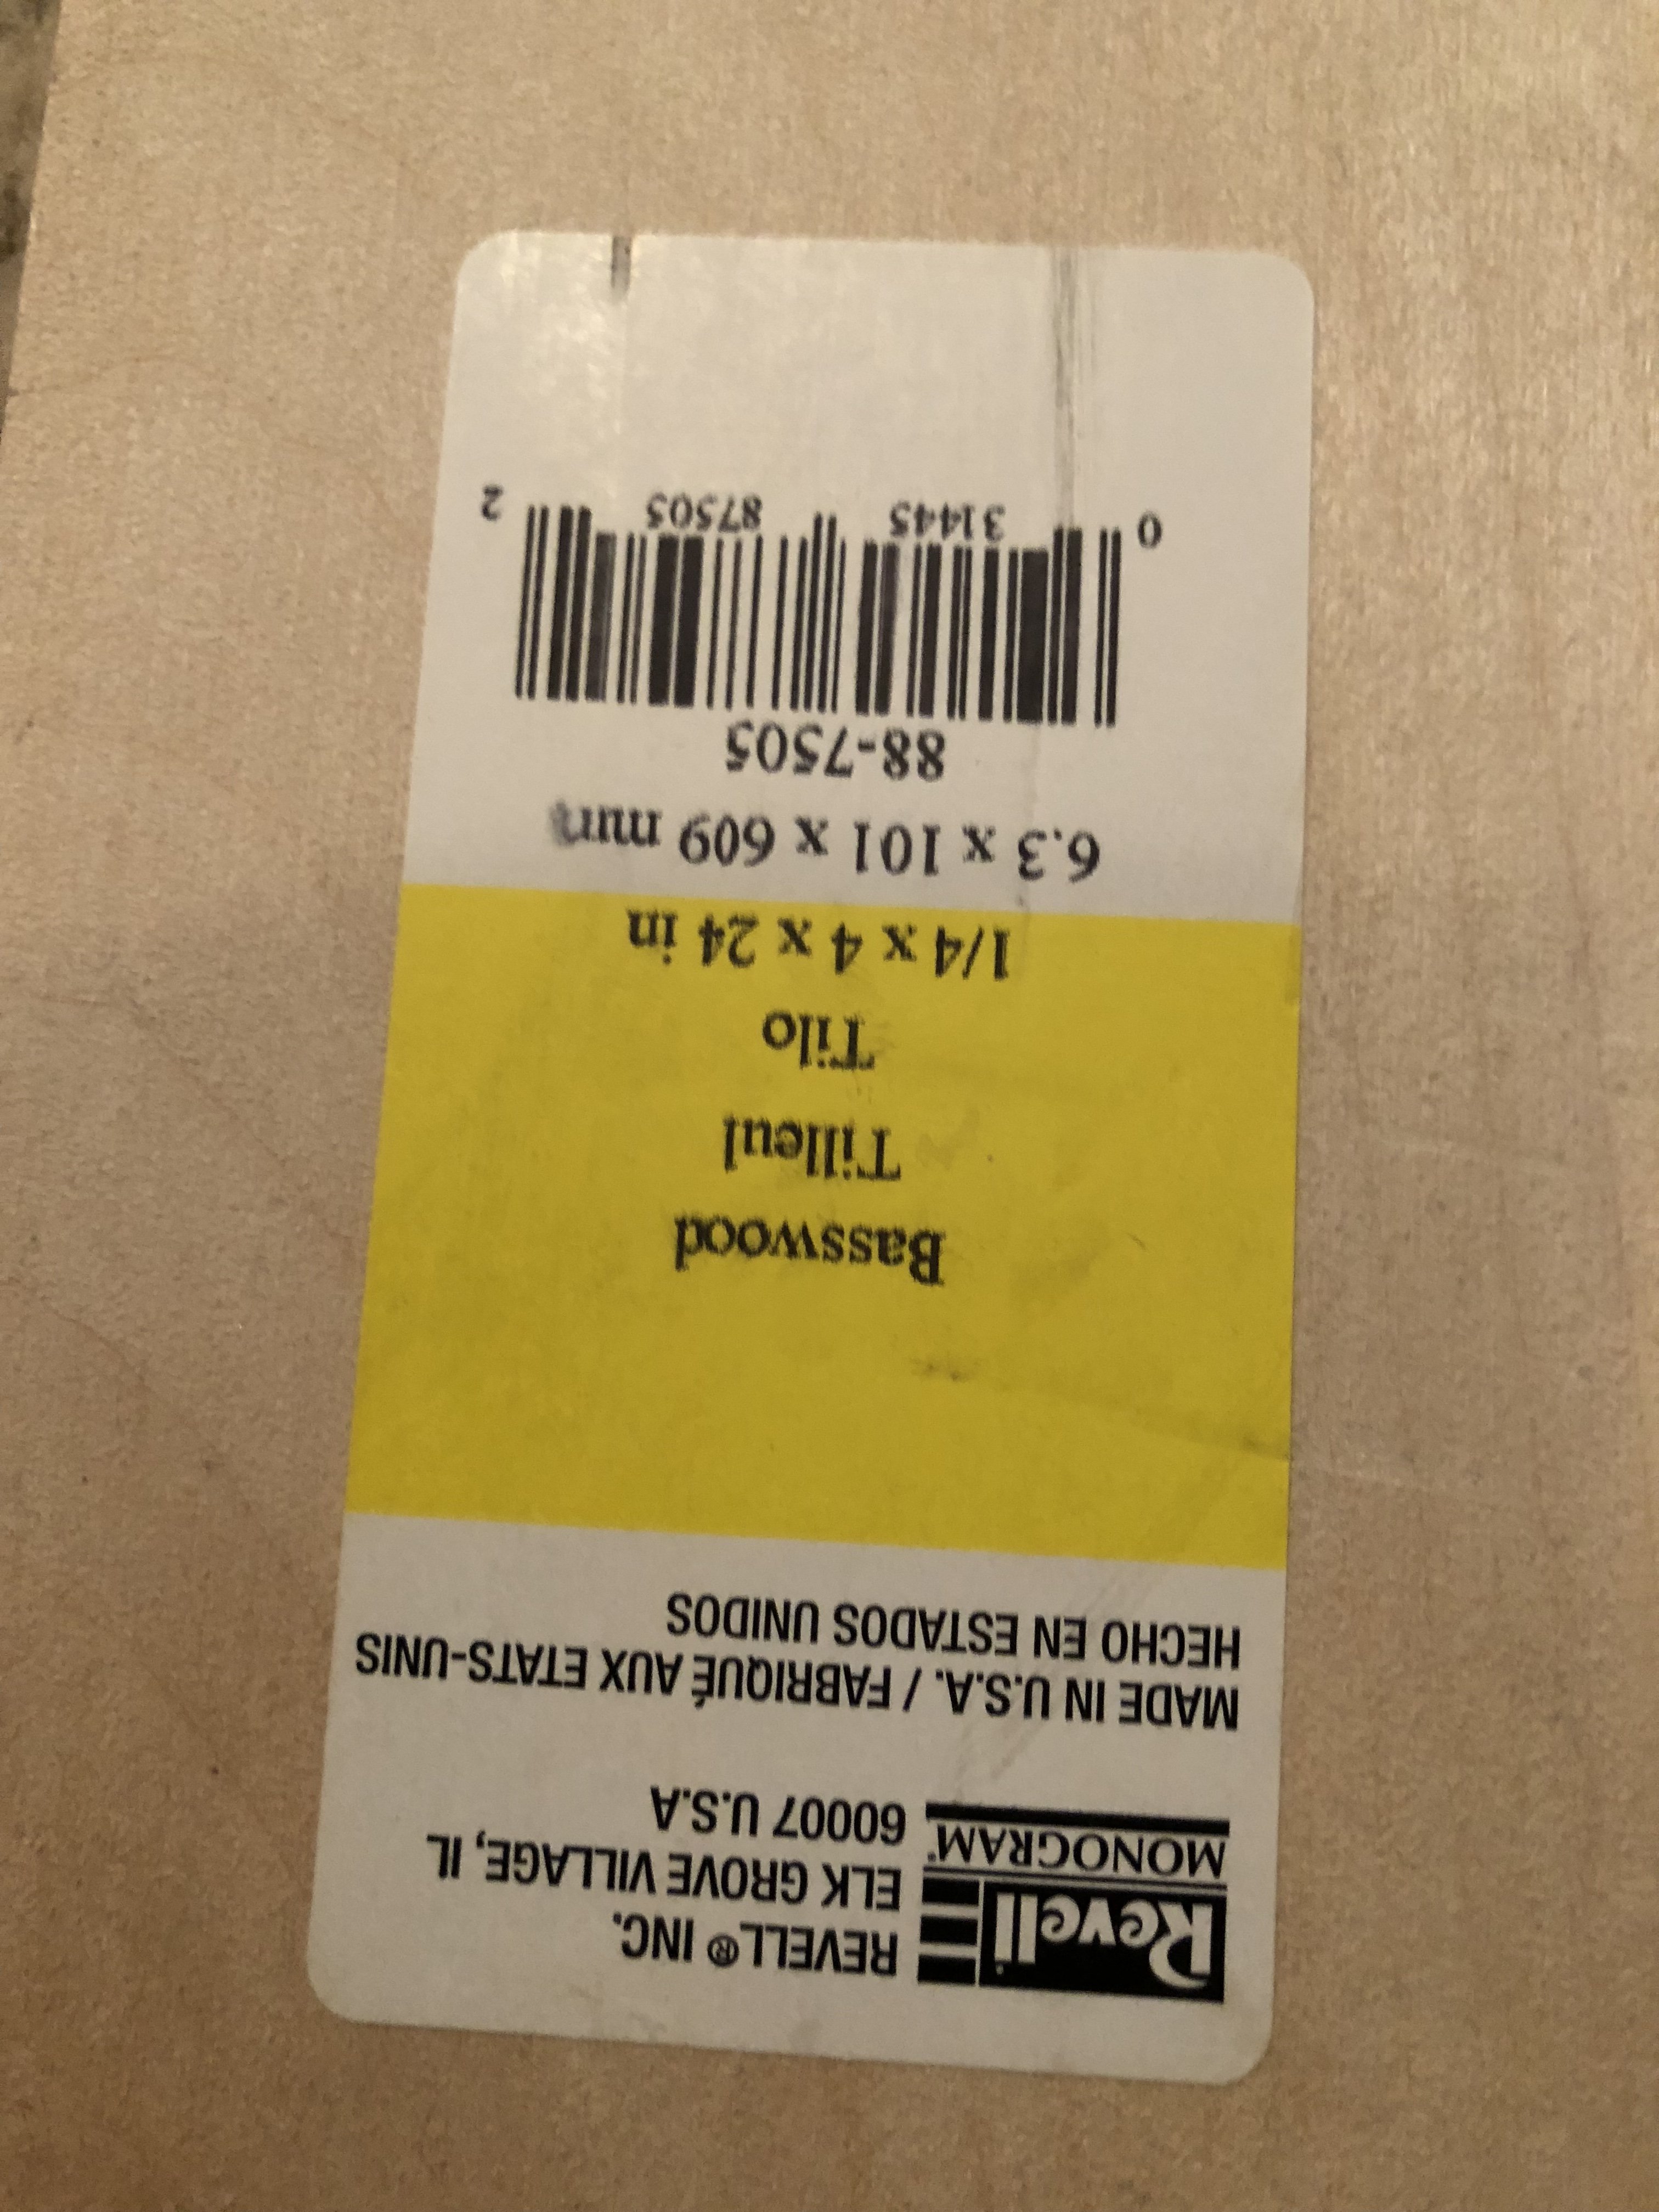 Revell
MONOGRAM
REVELL® INC.
ELK GROVE VILLAGE, IL
60007 U.S.A
MADE IN U.S.A. / FABRIQUÉ AUX ETATS-UNIS
HECHO EN ESTADOS UNIDOS
Basswood
Tilleul
Tilo
1/4 x 4 x 24 in
6.3 x 101 x 609 mm
88-7505
0 31445 87505 2